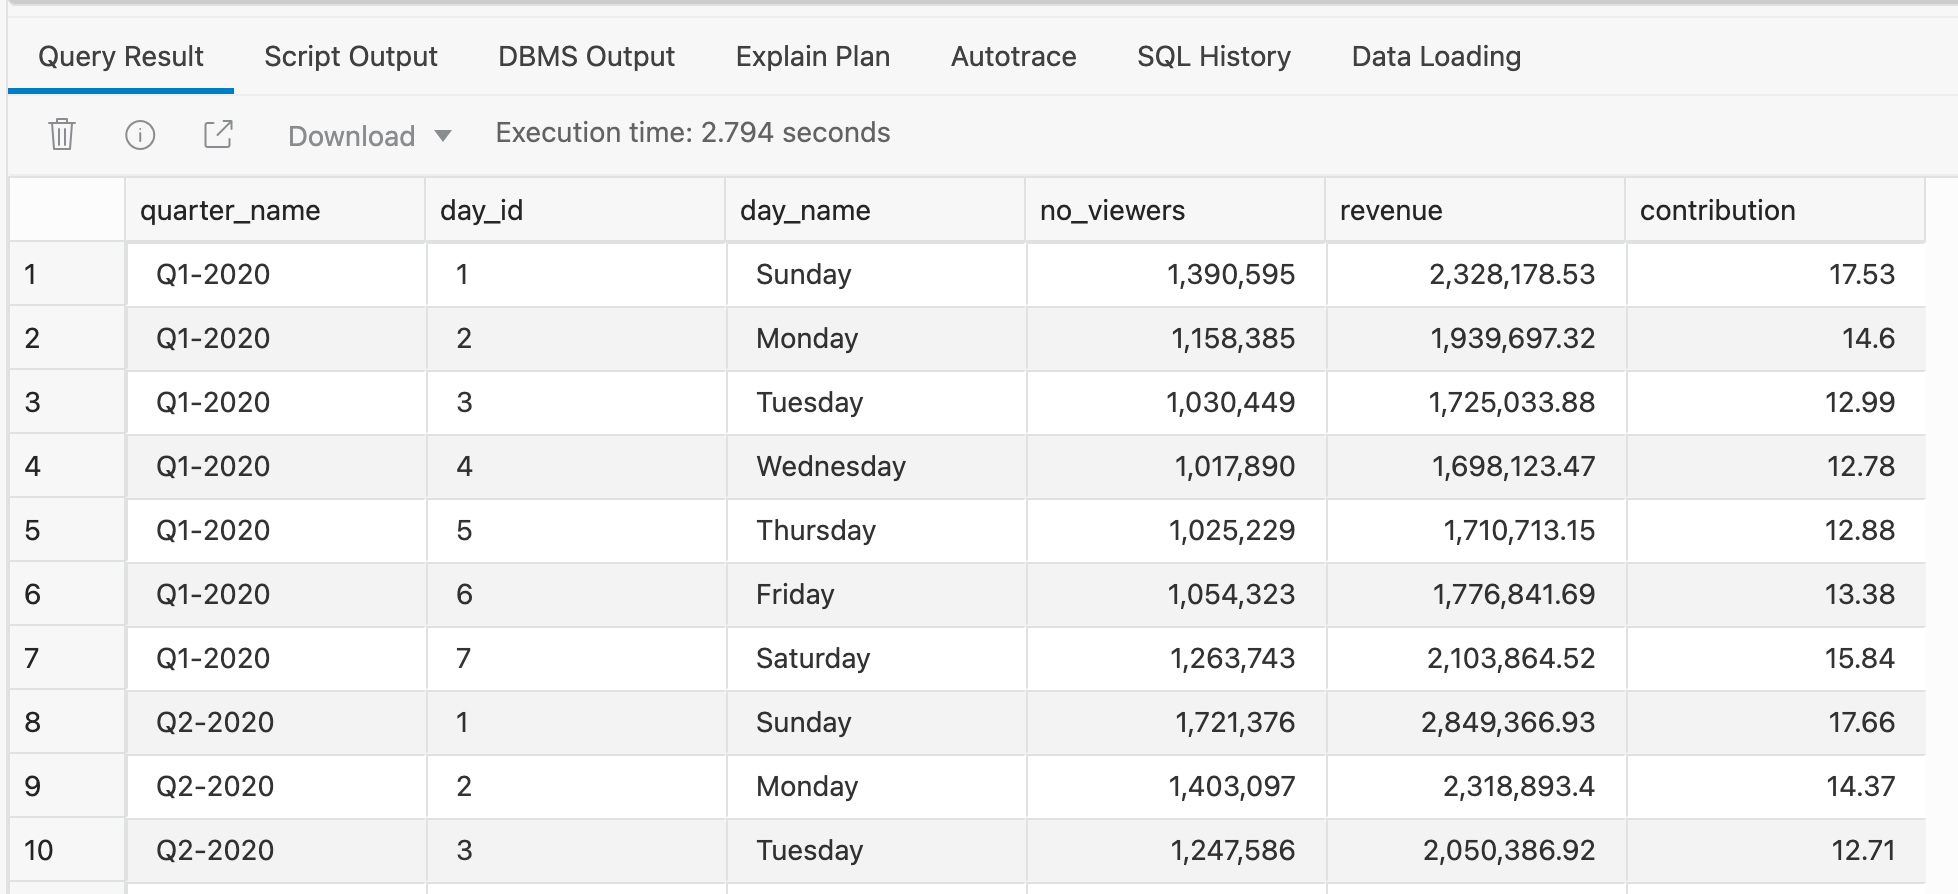 Query Result Script Output DBMS Output Explain Plan Autotrace SQL History Data Loading
Download Execution time: 2.794 seconds
quarter_name day_id day_name no_viewers revenue contribution
1 Q1-2020 1 Sunday 1,390,595 2,328,178.53 17.53
2 Q1-2020 2 Monday 1,158,385 1,939,697.32 14.6
3 Q1-2020 3 Tuesday 1,030,449 1,725,033.88 12.99
4 Q1-2020 4 Wednesday 1,017,890 1,698,123.47 12.78
5 Q1-2020 5 Thursday 1,025,229 1,710,713.15 12.88
6 Q1-2020 6 Friday 1,054,323 1,776,841.69 13.38
7 Q1-2020 7 Saturday 1,263,743 2,103,864.52 15.84
8 Q2-2020 1 Sunday 1,721,376 2,849,366.93 17.66
9 Q2-2020 2 Monday 1,403,097 2,318,893.4 14.37
10 Q2-2020 3 Tuesday 1,247,586 2,050,386.92 12.71